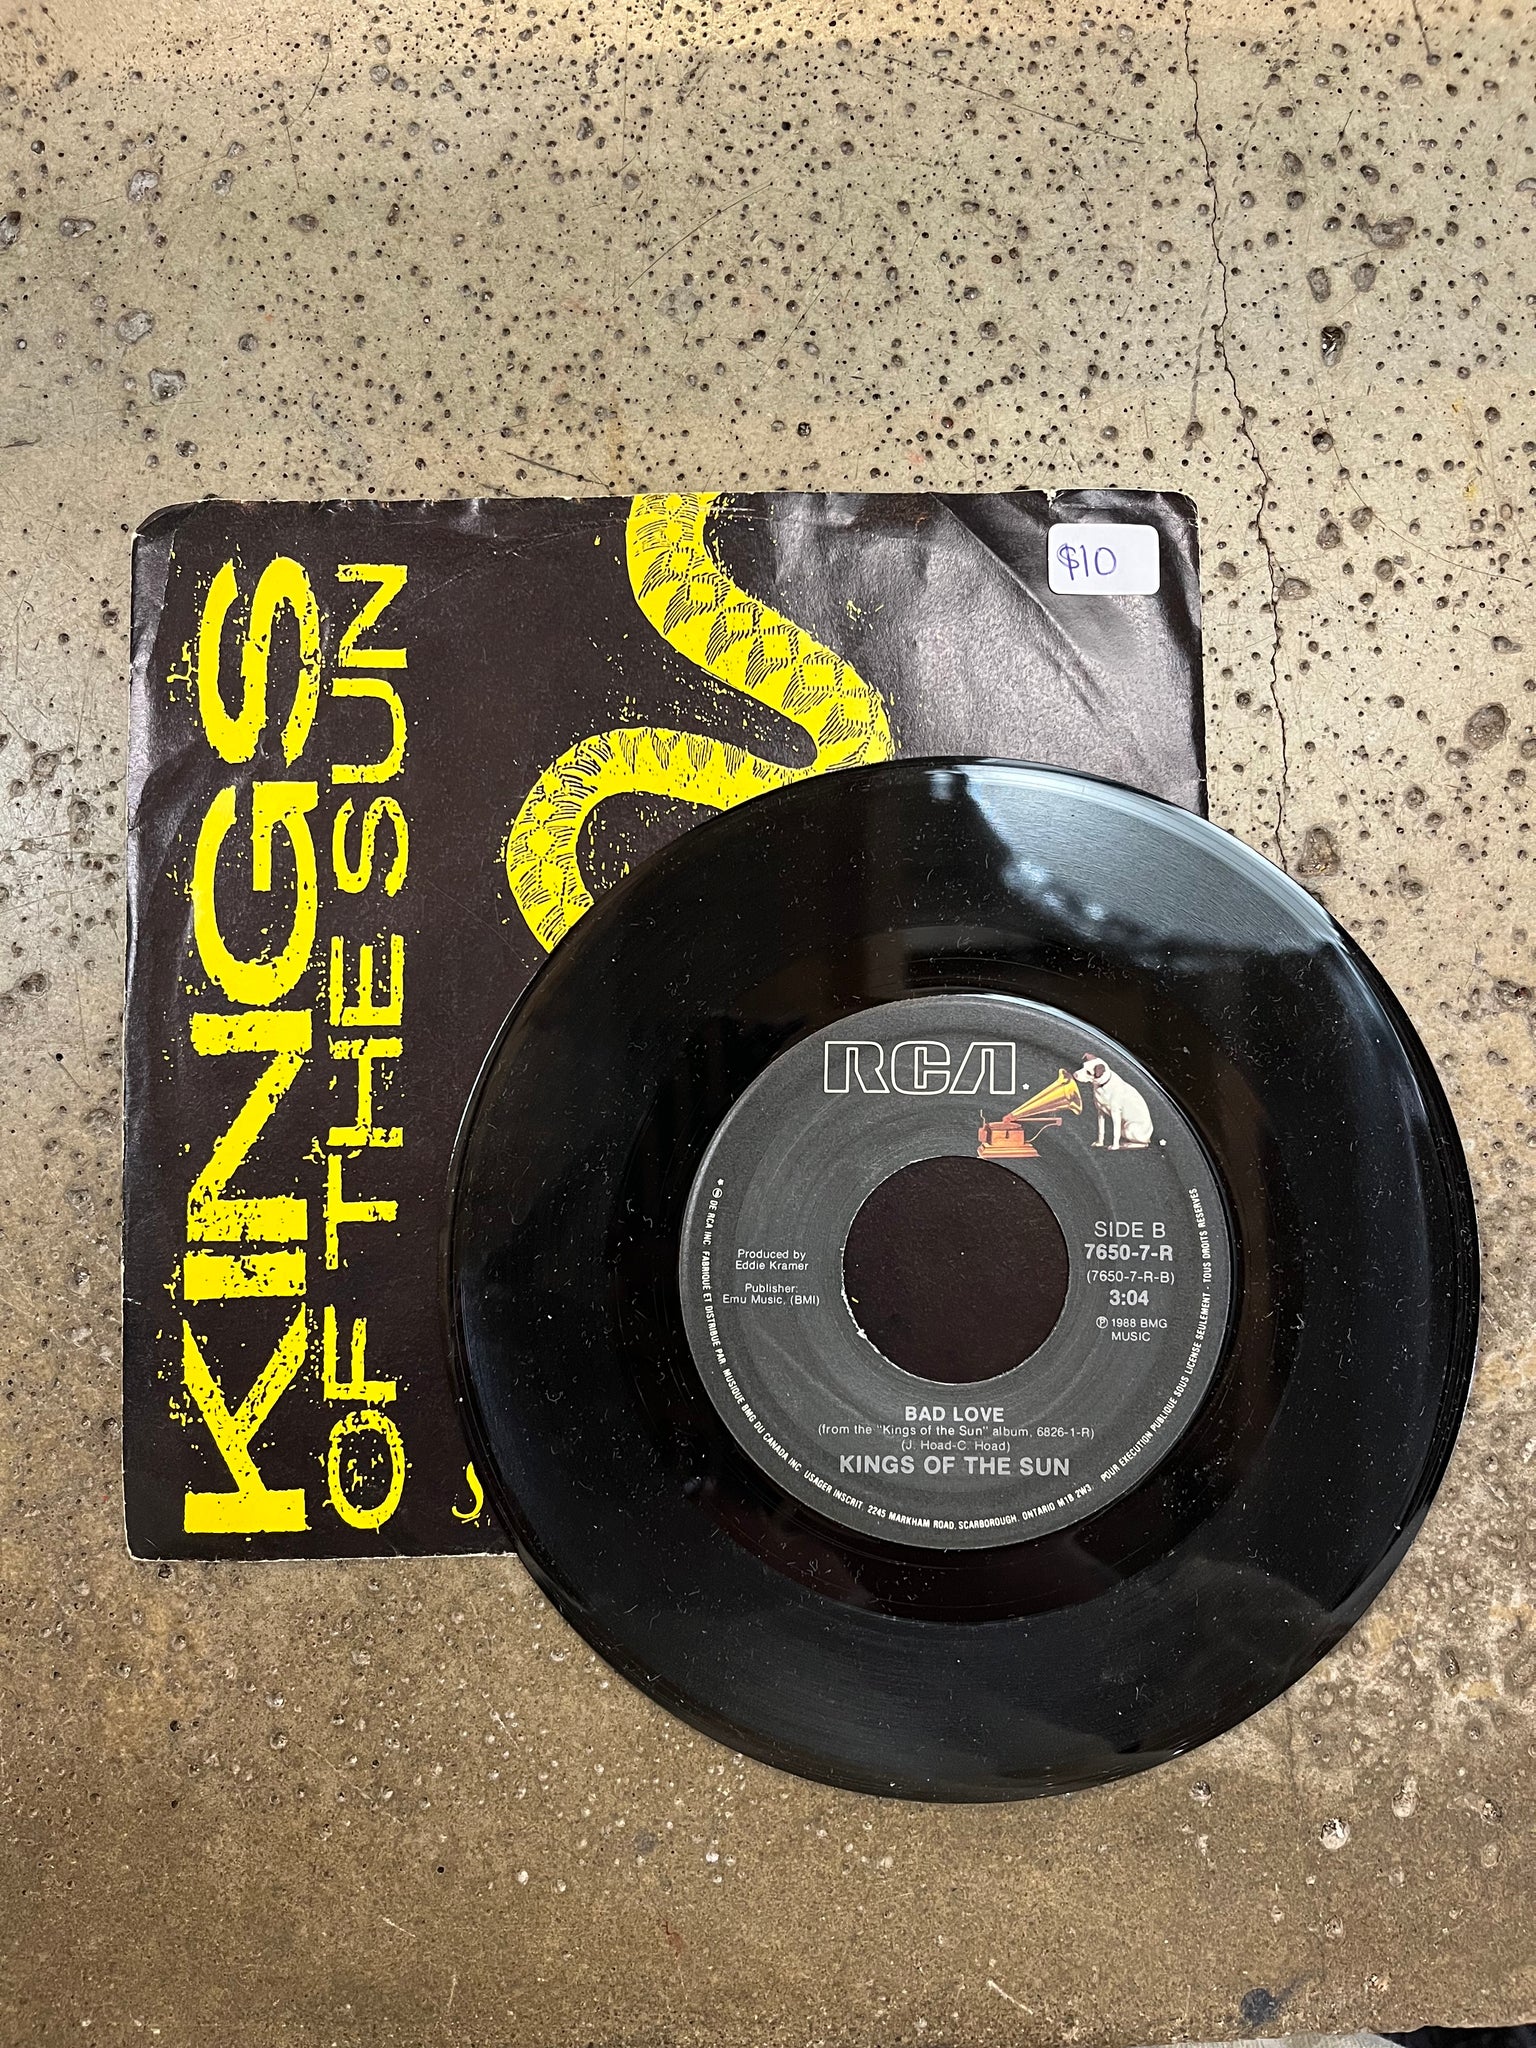 KINGS
OF THE SUN
$10
RCA
SIDE B
7650-7-R
(7650-7-R-B)
3:04
℗ 1988 BMG
MUSIC
Produced by
Eddie Kramer
Publisher:
Emu Music, (BMI)
BAD LOVE
(from the "Kings of the Sun" album, 6826-1-R)
(J. Hoad-C. Hoad)
KINGS OF THE SUN
DE RCA INC FABRIQUE ET DISTRIBUE PAR: MUSIQUE BMG DU CANADA INC. USAGER INSCRIT. 2245 MARKHAM ROAD, SCARBOROUGH, ONTARIO M1B 2W3. POUR EXECUTION PUBLIQUE SOUS LICENSE SEULEMENT - TOUS DROITS RESERVES